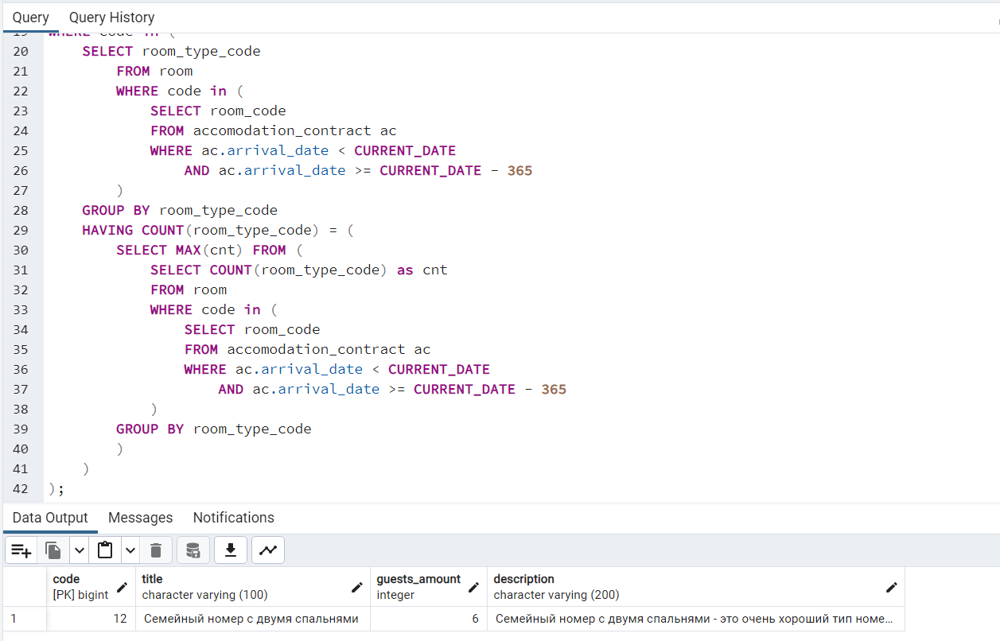 Query Query History
19 WHERE code in (
20 SELECT room_type_code
21 FROM room
22 WHERE code in (
23 SELECT room_code
24 FROM accomodation_contract ac
25 WHERE ac.arrival_date < CURRENT_DATE
26 AND ac.arrival_date >= CURRENT_DATE - 365
27 )
28 GROUP BY room_type_code
29 HAVING COUNT(room_type_code) = (
30 SELECT MAX(cnt) FROM (
31 SELECT COUNT(room_type_code) as cnt
32 FROM room
33 WHERE code in (
34 SELECT room_code
35 FROM accomodation_contract ac
36 WHERE ac.arrival_date < CURRENT_DATE
37 AND ac.arrival_date >= CURRENT_DATE - 365
38 )
39 GROUP BY room_type_code
40 )
41 )
42 );
Data Output Messages Notifications
code title guests_amount description
[PK] bigint character varying (100) integer character varying (200)
1 12 Семейный номер с двумя спальнями 6 Семейный номер с двумя спальнями - это очень хороший тип номе...